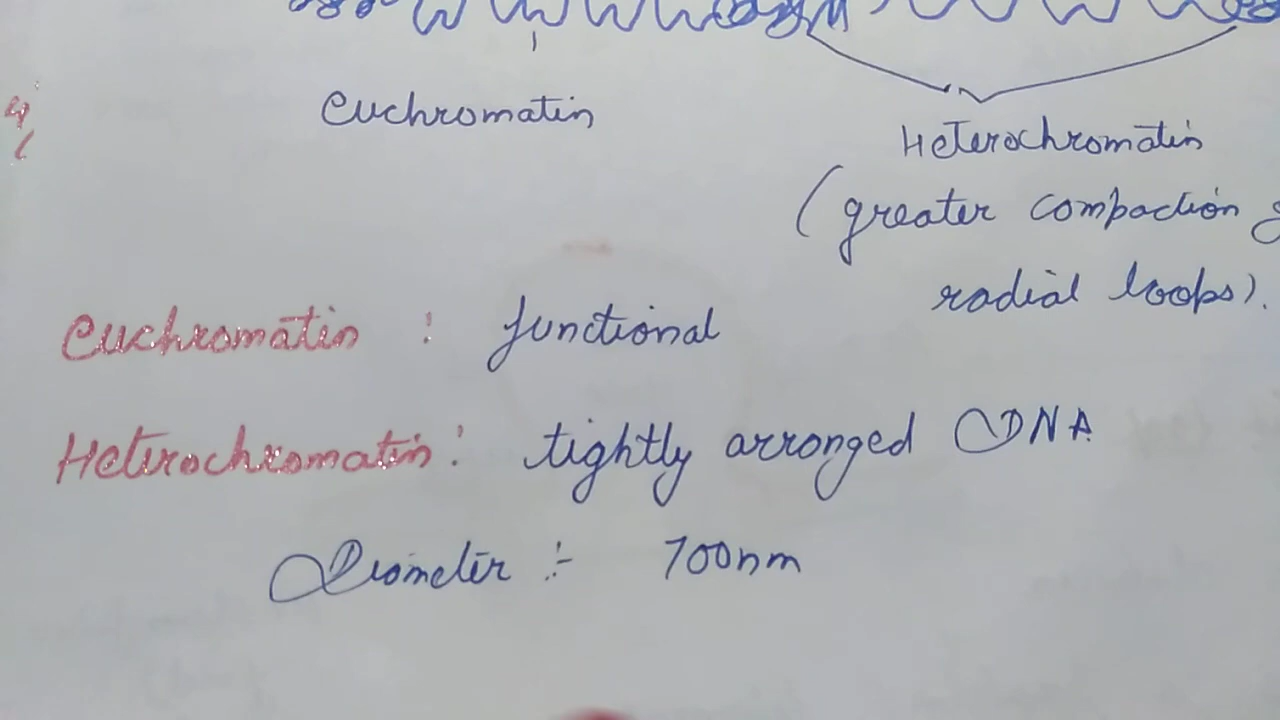 Euchromatin
Heterochromatin
(greater compaction
radial loops).
Euchromatin : functional
Heterochromatin : tightly arranged DNA
Diameter :- 700nm